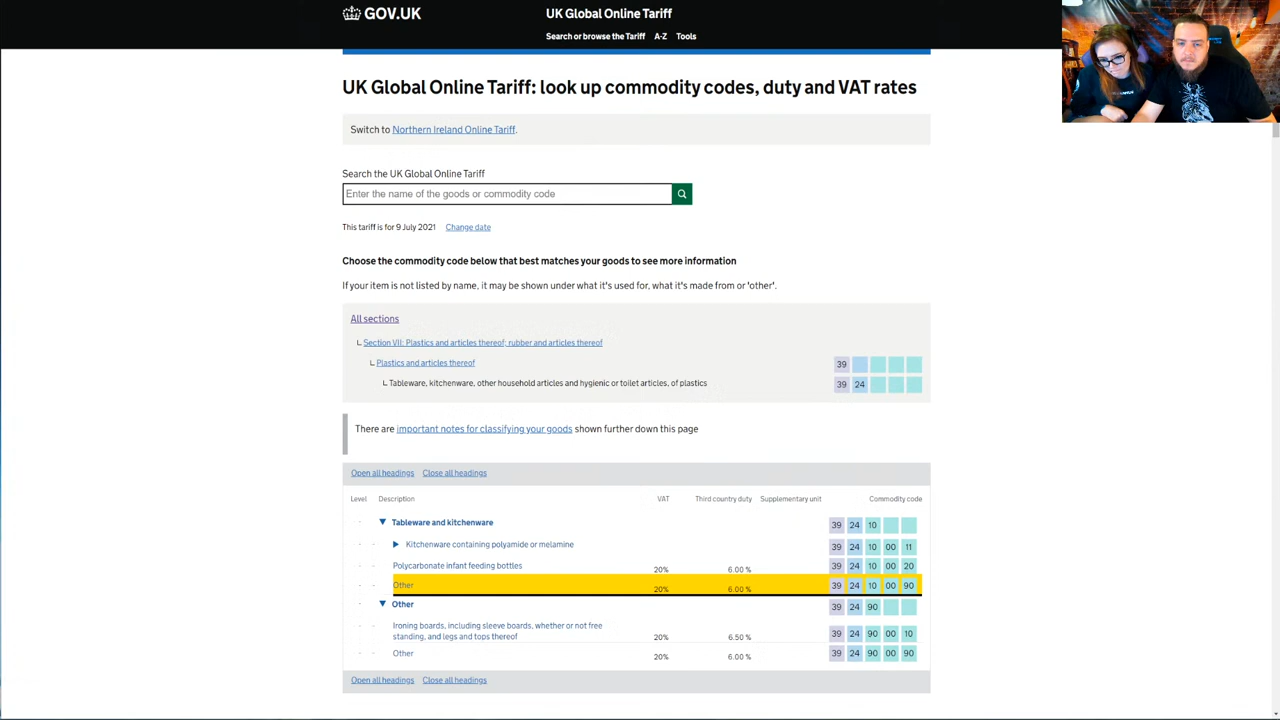 GOV.UK
UK Global Online Tariff
Search or browse the Tariff A-Z Tools
UK Global Online Tariff: look up commodity codes, duty and VAT rates
Switch to Northern Ireland Online Tariff.
Search the UK Global Online Tariff
Enter the name of the goods or commodity code
This tariff is for 9 July 2021 Change date
Choose the commodity code below that best matches your goods to see more information
If your item is not listed by name, it may be shown under what it's used for, what it's made from or 'other'.
All sections
Section VII: Plastics and articles thereof; rubber and articles thereof
Plastics and articles thereof 39
Tableware, kitchenware, other household articles and hygienic or toilet articles, of plastics 39 24
There are important notes for classifying your goods shown further down this page
Open all headings Close all headings
Level Description VAT Third country duty Supplementary unit Commodity code
- Tableware and kitchenware 39 24 10
- - Kitchenware containing polyamide or melamine 39 24 10 00 11
- - Polycarbonate infant feeding bottles 20% 6.00 % 39 24 10 00 20
- - Other 20% 6.00 % 39 24 10 00 90
- Other 39 24 90
- - Ironing boards, including sleeve boards, whether or not free
standing, and legs and tops thereof 20% 6.50 % 39 24 90 00 10
- - Other 20% 6.00 % 39 24 90 00 90
Open all headings Close all headings